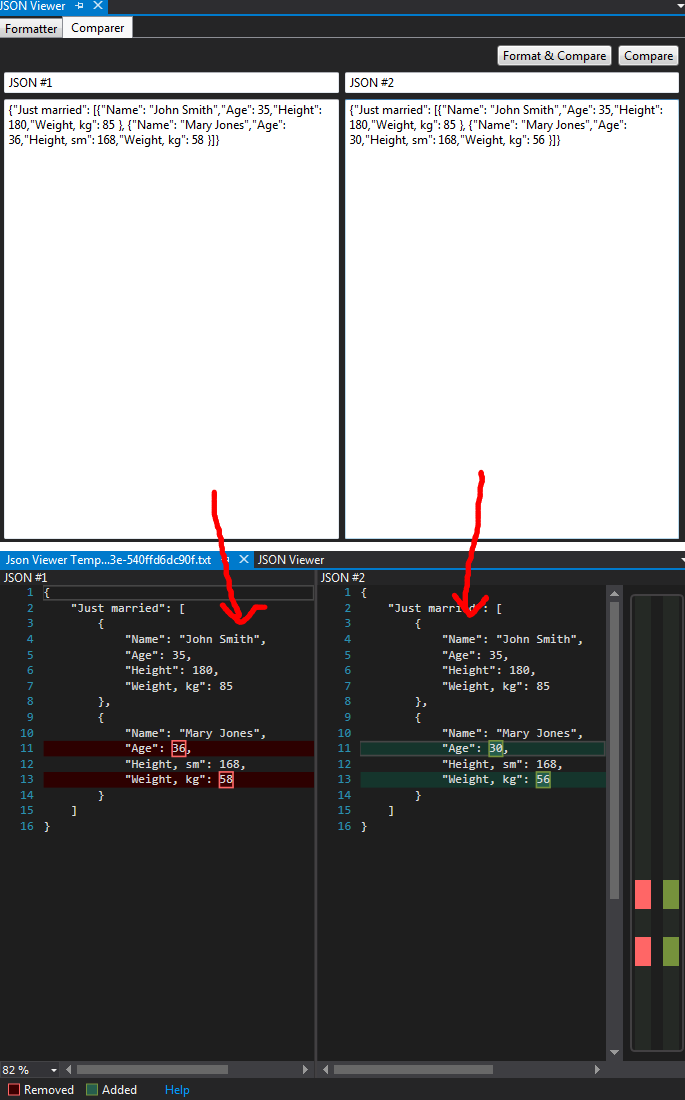 JSON Viewer
Formatter Comparer
Format & Compare Compare
JSON #1
{"Just married": [{"Name": "John Smith","Age": 35,"Height":
180,"Weight, kg": 85 }, {"Name": "Mary Jones","Age":
36,"Height, sm": 168,"Weight, kg": 58 }]}
JSON #2
{"Just married": [{"Name": "John Smith","Age": 35,"Height":
180,"Weight, kg": 85 }, {"Name": "Mary Jones","Age":
30,"Height, sm": 168,"Weight, kg": 56 }]}
Json Viewer Temp...3e-540ffd6dc90f.txt JSON Viewer
JSON #1
1 {
2 "Just married": [
3 {
4 "Name": "John Smith",
5 "Age": 35,
6 "Height": 180,
7 "Weight, kg": 85
8 },
9 {
10 "Name": "Mary Jones",
11 "Age": 36,
12 "Height, sm": 168,
13 "Weight, kg": 58
14 }
15 ]
16 }
JSON #2
1 {
2 "Just married": [
3 {
4 "Name": "John Smith",
5 "Age": 35,
6 "Height": 180,
7 "Weight, kg": 85
8 },
9 {
10 "Name": "Mary Jones",
11 "Age": 30,
12 "Height, sm": 168,
13 "Weight, kg": 56
14 }
15 ]
16 }
82 %
Removed Added Help